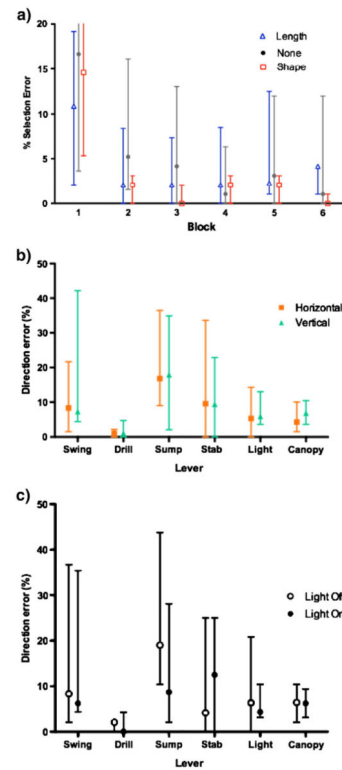 a)
20
15
10
5
0
% Selection Error
Length
None
Shape
1 2 3 4 5 6
Block
b)
50
40
30
20
10
0
Direction error (%)
Horizontal
Vertical
Swing Drill Sump Stab Light Canopy
Lever
c)
50
40
30
20
10
0
Direction error (%)
Light Of
Light On
Swing Drill Sump Stab Light Canopy
Lever